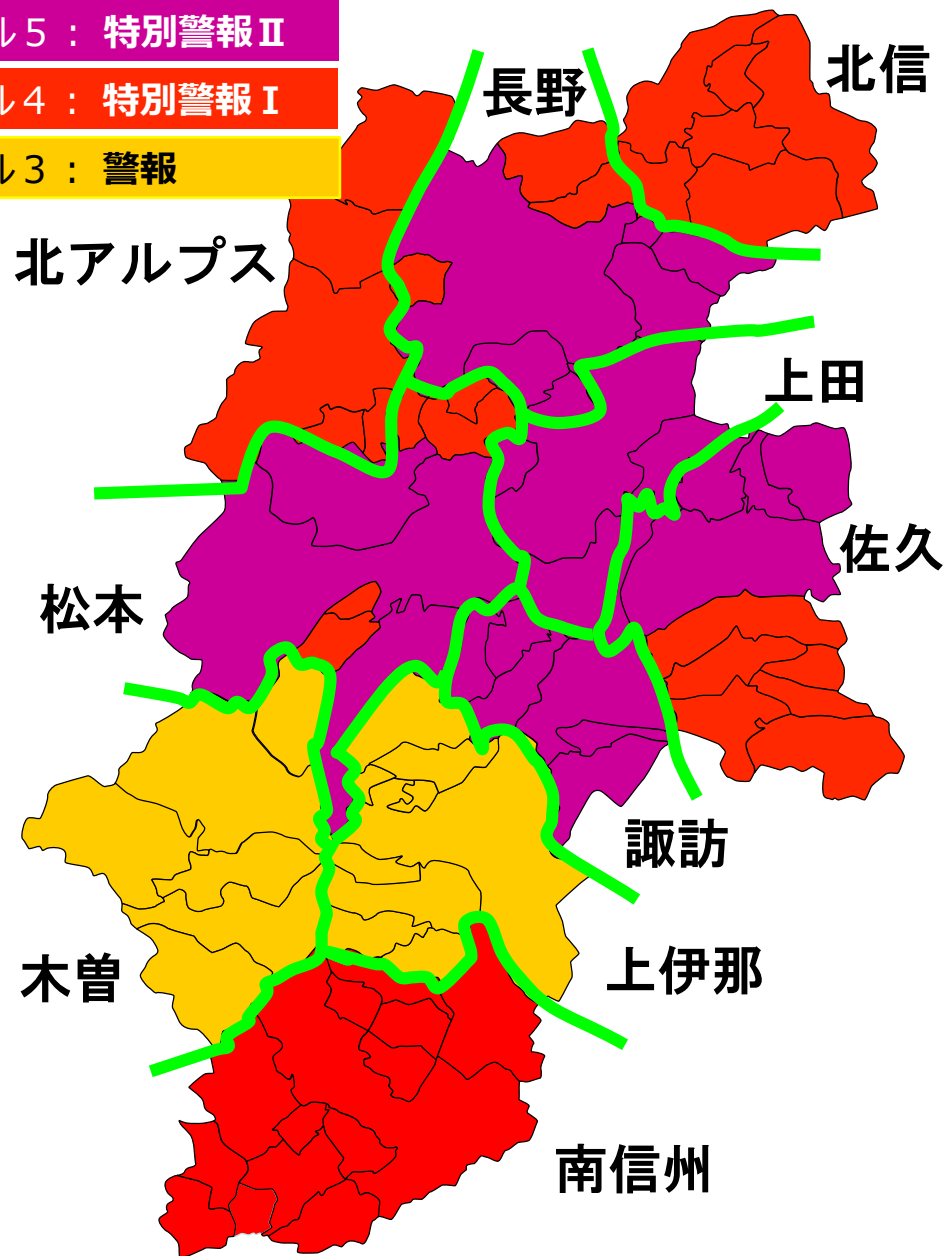 ル５： 特別警報Ⅱ
ル４： 特別警報Ⅰ
ル３： 警報
長野
北信
北アルプス
上田
佐久
松本
諏訪
上伊那
木曽
南信州